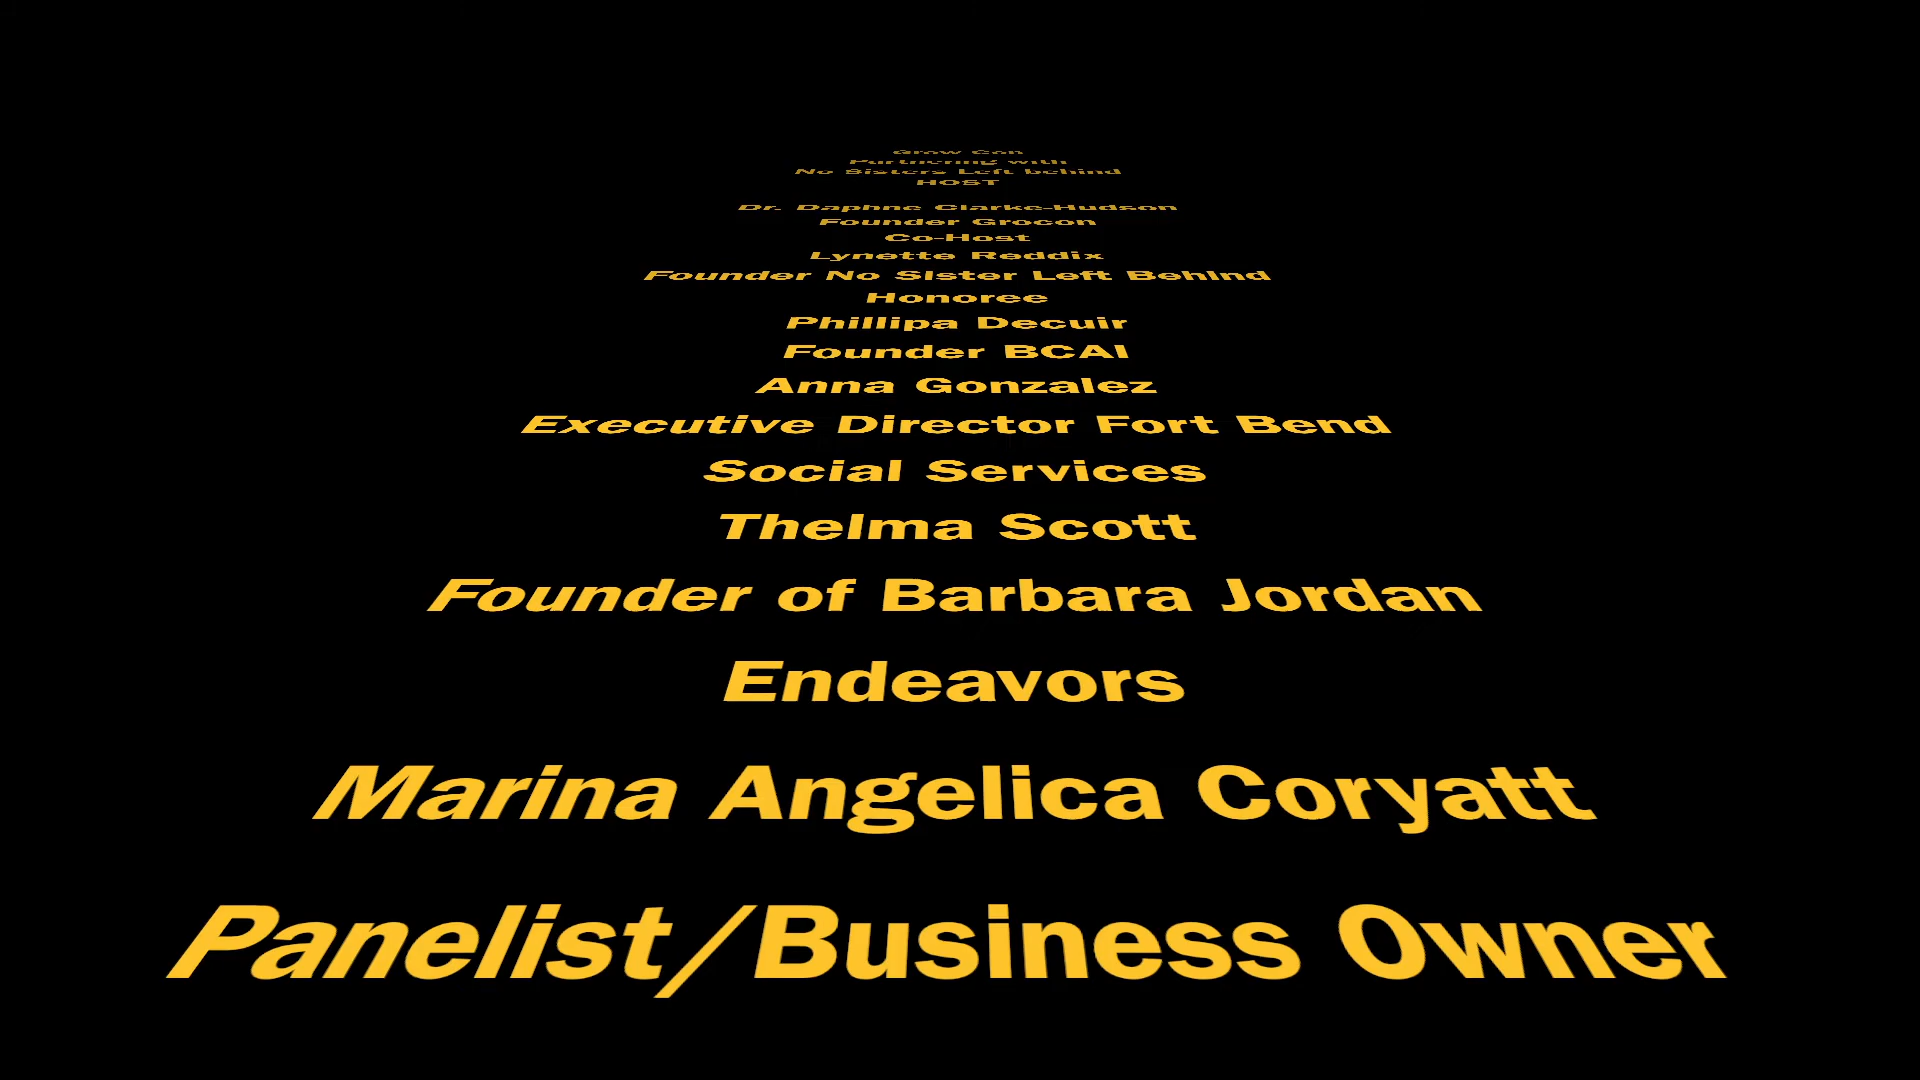 Grow Con
Partnering with
No Sisters Left behind
HOST
Dr. Daphne Clarke-Hudson
Founder Grocon
Co-Host
Lynette Reddix
Founder No Sister Left Behind
Honoree
Phillipa Decuir
Founder BCAI
Anna Gonzalez
Executive Director Fort Bend
Social Services
Thelma Scott
Founder of Barbara Jordan
Endeavors
Marina Angelica Coryatt
Panelist/Business Owner